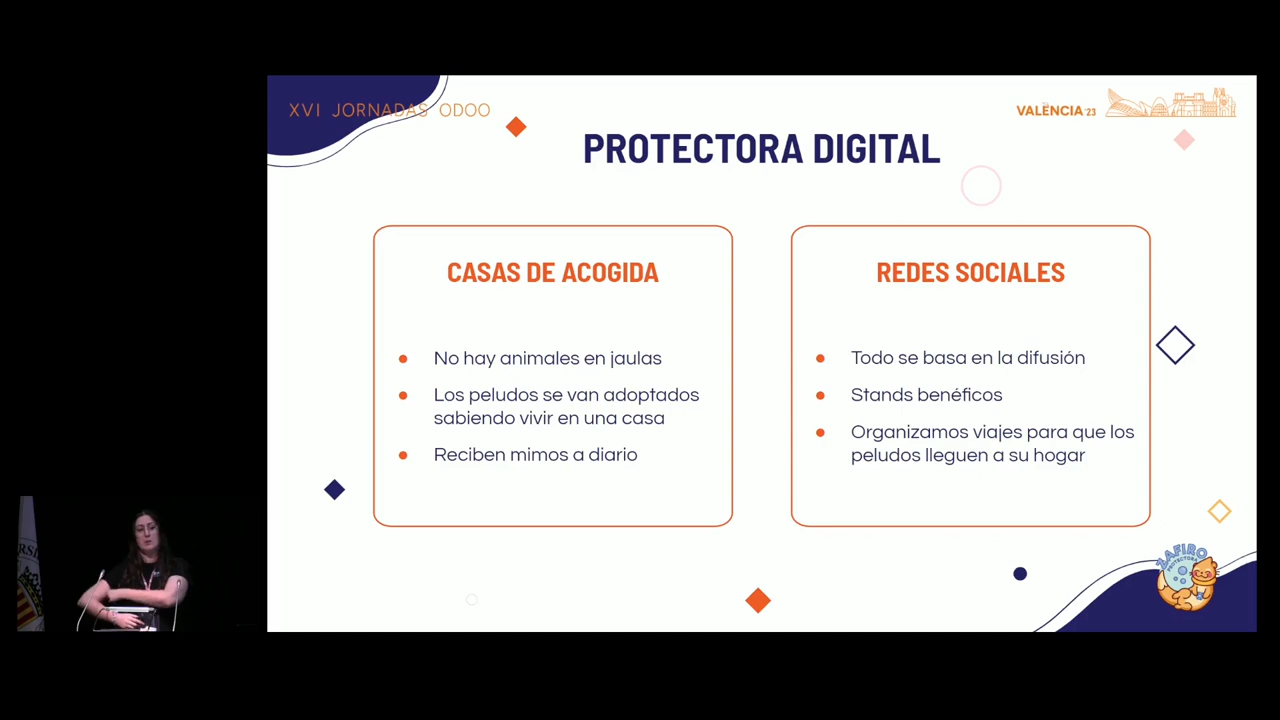 XVI JORNADAS ODOO
VALÈNCIA '23
PROTECTORA DIGITAL
CASAS DE ACOGIDA
No hay animales en jaulas
Los peludos se van adoptados
sabiendo vivir en una casa
Reciben mimos a diario
REDES SOCIALES
Todo se basa en la difusión
Stands benéficos
Organizamos viajes para que los
peludos lleguen a su hogar
ZAFIRO
PROTECTORA